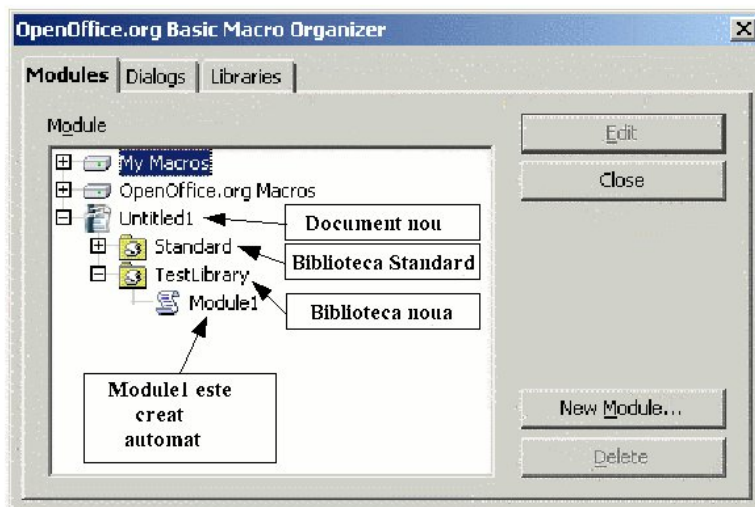 OpenOffice.org Basic Macro Organizer
Modules Dialogs Libraries
Module
My Macros
OpenOffice.org Macros
Untitled1
Document nou
Standard
Biblioteca Standard
TestLibrary
Biblioteca noua
Module1
Module1 este
creat
automat
Edit
Close
New Module...
Delete